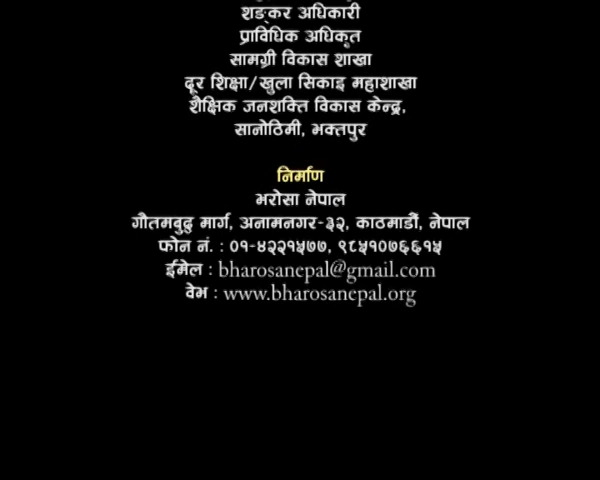 शङ्कर अधिकारी
प्राविधिक अधिकृत
सामग्री विकास शाखा
दूर शिक्षा/खुला सिकाइ महाशाखा
शैक्षिक जनशक्ति विकास केन्द्र,
सानोठिमी, भक्तपुर
निर्माण
भरोसा नेपाल
गौतमबुद्ध मार्ग, अनामनगर-३२, काठमाडौं, नेपाल
फोन नं. : ०१-४२२१५७७, ९८५१०७६६१५
ईमेल : bharosanepal@gmail.com
वेभ : www.bharosanepal.org